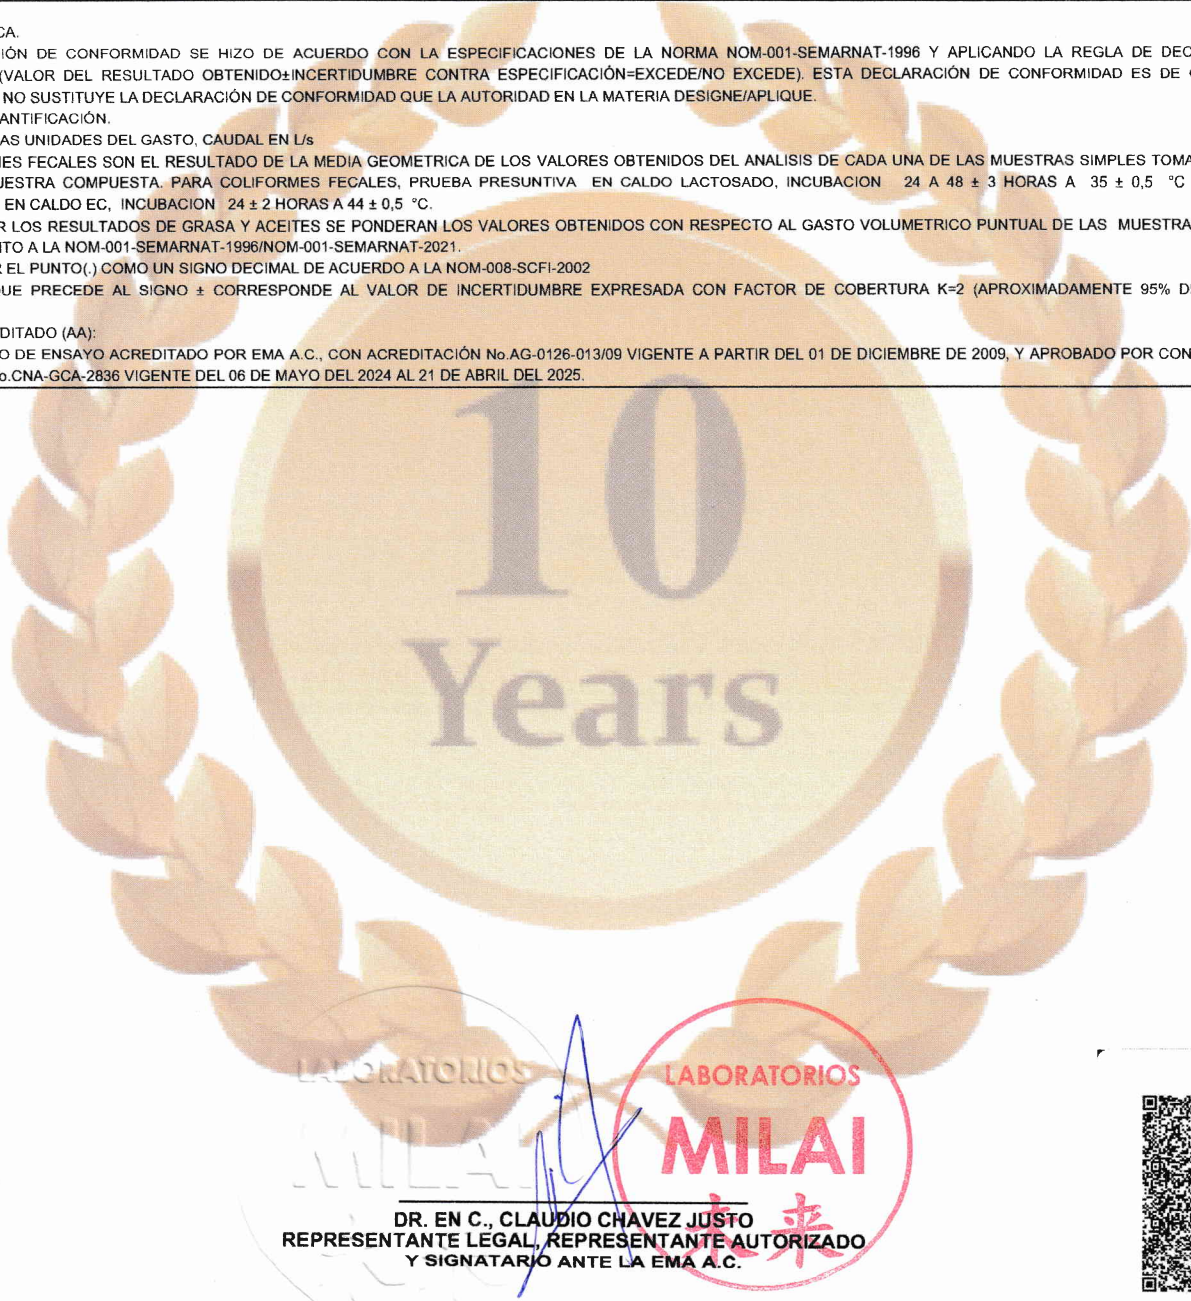 CA.
IÓN DE CONFORMIDAD SE HIZO DE ACUERDO CON LA ESPECIFICACIONES DE LA NORMA NOM-001-SEMARNAT-1996 Y APLICANDO LA REGLA DE DEC
(VALOR DEL RESULTADO OBTENIDO±INCERTIDUMBRE CONTRA ESPECIFICACIÓN=EXCEDE/NO EXCEDE). ESTA DECLARACIÓN DE CONFORMIDAD ES DE
NO SUSTITUYE LA DECLARACIÓN DE CONFORMIDAD QUE LA AUTORIDAD EN LA MATERIA DESIGNE/APLIQUE.
ANTIFICACIÓN.
AS UNIDADES DEL GASTO, CAUDAL EN L/s
MES FECALES SON EL RESULTADO DE LA MEDIA GEOMETRICA DE LOS VALORES OBTENIDOS DEL ANALISIS DE CADA UNA DE LAS MUESTRAS SIMPLES TOMA
UESTRA COMPUESTA. PARA COLIFORMES FECALES, PRUEBA PRESUNTIVA EN CALDO LACTOSADO, INCUBACION 24 A 48 ± 3 HORAS A 35 ± 0,5 °C
EN CALDO EC, INCUBACION 24 ± 2 HORAS A 44 ± 0,5 °C.
R LOS RESULTADOS DE GRASA Y ACEITES SE PONDERAN LOS VALORES OBTENIDOS CON RESPECTO AL GASTO VOLUMETRICO PUNTUAL DE LAS MUESTRA
NTO A LA NOM-001-SEMARNAT-1996/NOM-001-SEMARNAT-2021.
R EL PUNTO(.) COMO UN SIGNO DECIMAL DE ACUERDO A LA NOM-008-SCFI-2002
QUE PRECEDE AL SIGNO ± CORRESPONDE AL VALOR DE INCERTIDUMBRE EXPRESADA CON FACTOR DE COBERTURA K=2 (APROXIMADAMENTE 95% D
DITADO (AA):
O DE ENSAYO ACREDITADO POR EMA A.C., CON ACREDITACIÓN No.AG-0126-013/09 VIGENTE A PARTIR DEL 01 DE DICIEMBRE DE 2009, Y APROBADO POR CON
o.CNA-GCA-2836 VIGENTE DEL 06 DE MAYO DEL 2024 AL 21 DE ABRIL DEL 2025.
10
Years
LABORATORIOS
MILAI
LABORATORIOS
MILAI
未来
DR. EN C., CLAUDIO CHAVEZ JUSTO
REPRESENTANTE LEGAL, REPRESENTANTE AUTORIZADO
Y SIGNATARIO ANTE LA EMA A.C.